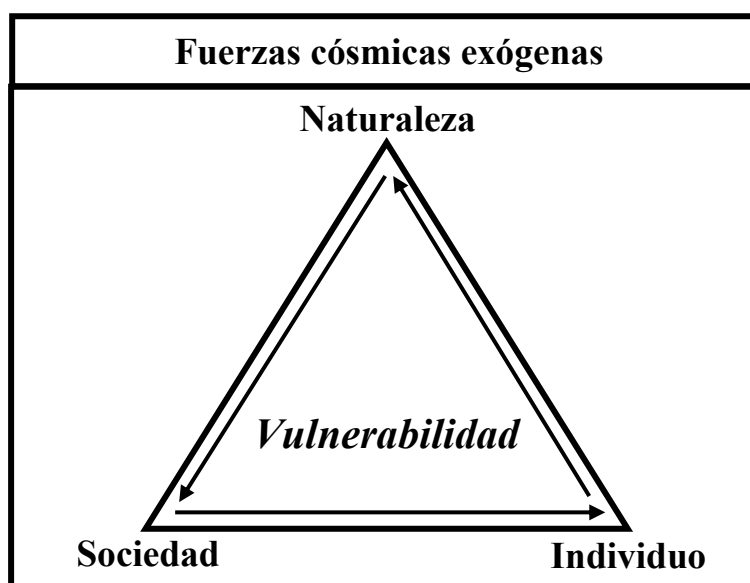 Fuerzas cósmicas exógenas
Naturaleza
Vulnerabilidad
Sociedad
Individuo